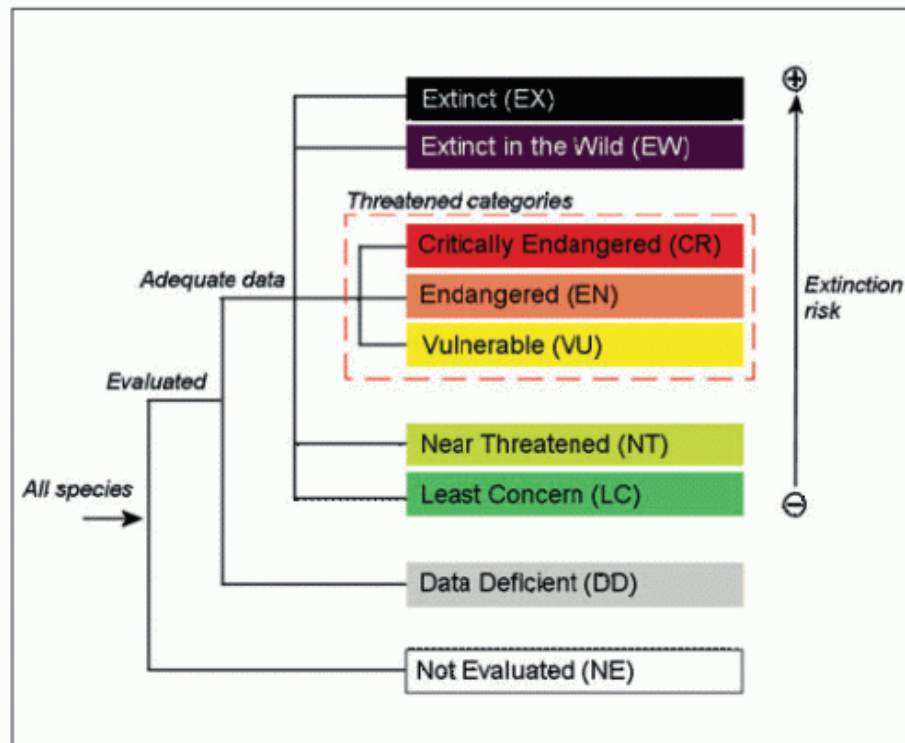 Extinct (EX)
Extinct in the Wild (EW)
Threatened categories
Critically Endangered (CR)
Adequate data
Endangered (EN)
Extinction
risk
Vulnerable (VU)
Evaluated
Near Threatened (NT)
All species
Least Concern (LC)
Data Deficient (DD)
Not Evaluated (NE)